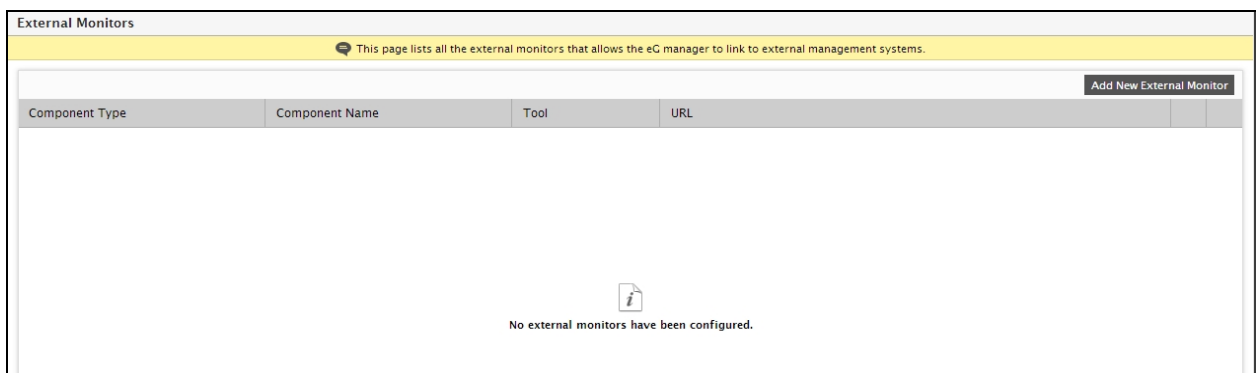 External Monitors
This page lists all the external monitors that allows the eG manager to link to external management systems.
Add New External Monitor
Component Type Component Name Tool URL
i
No external monitors have been configured.